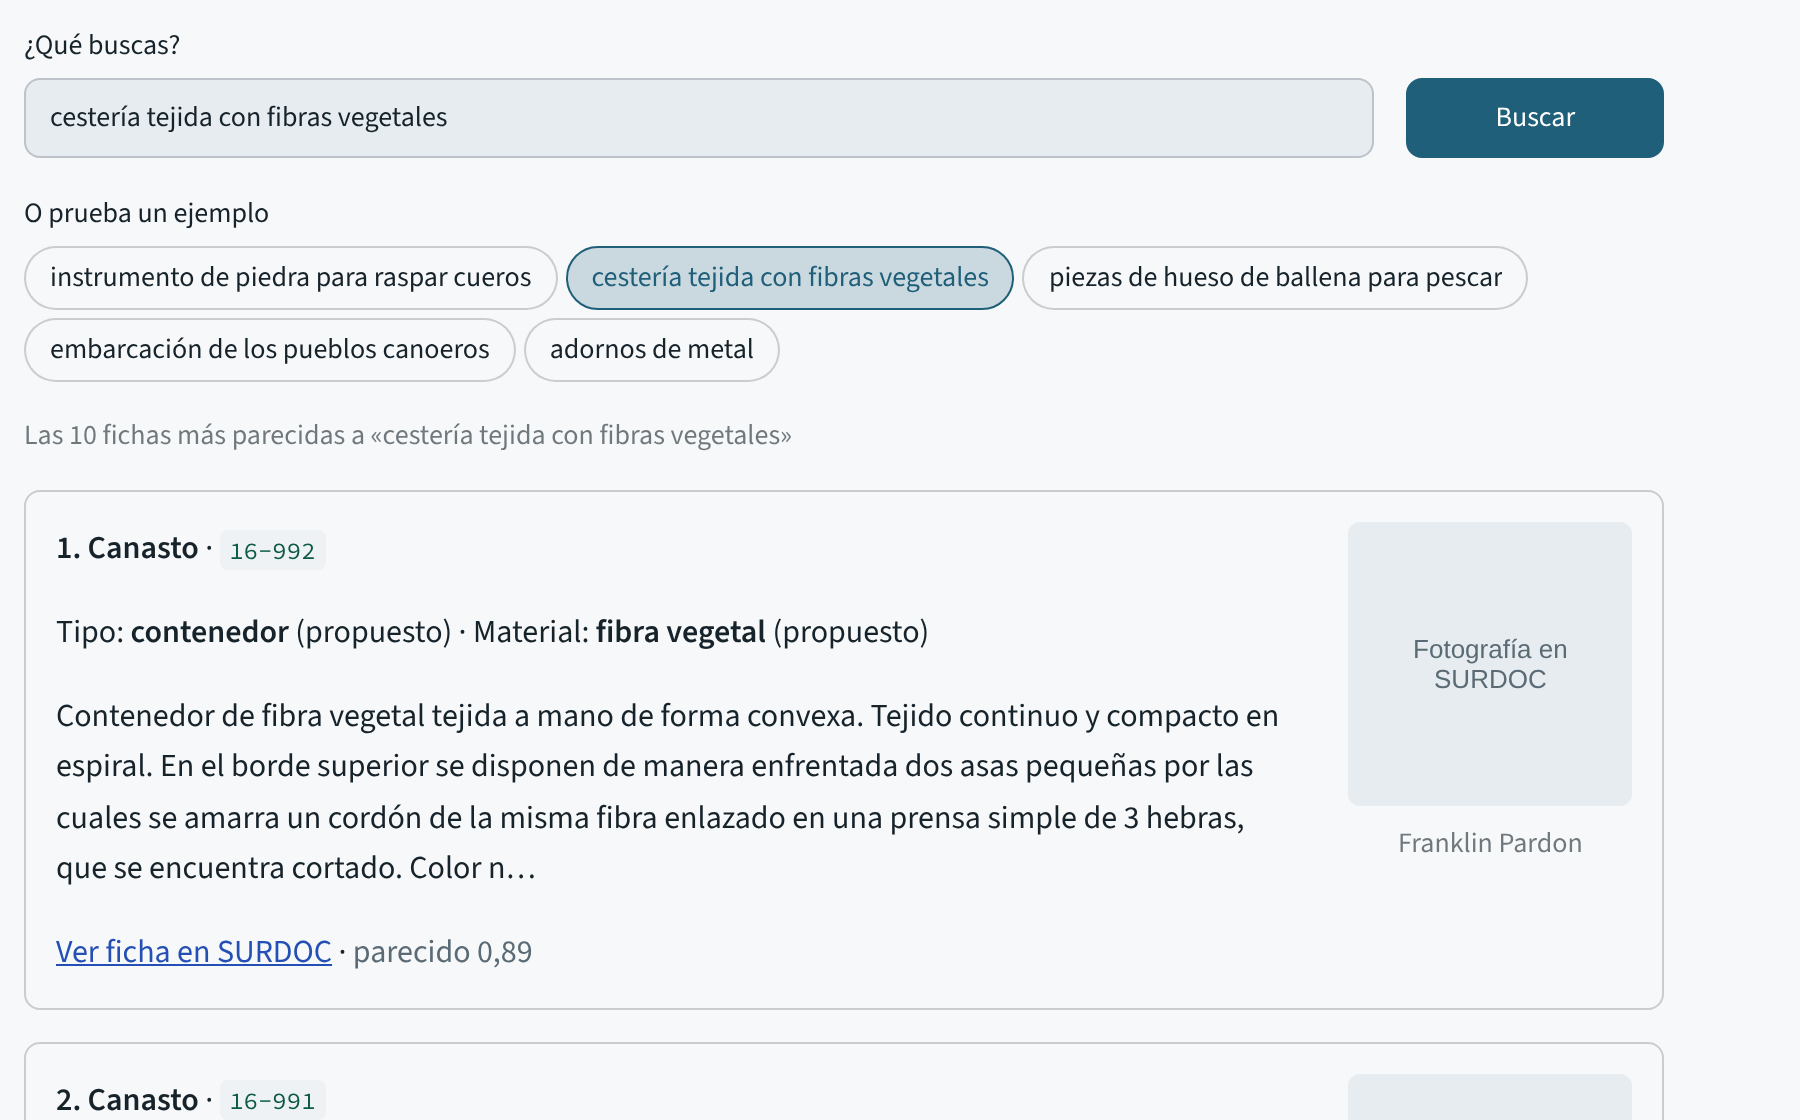 ¿Qué buscas?
cestería tejida con fibras vegetales
Buscar
O prueba un ejemplo
instrumento de piedra para raspar cueros
cestería tejida con fibras vegetales
piezas de hueso de ballena para pescar
embarcación de los pueblos canoeros
adornos de metal
Las 10 fichas más parecidas a «cestería tejida con fibras vegetales»
1. Canasto · 16-992
Tipo: contenedor (propuesto) · Material: fibra vegetal (propuesto)
Contenedor de fibra vegetal tejida a mano de forma convexa. Tejido continuo y compacto en
espiral. En el borde superior se disponen de manera enfrentada dos asas pequeñas por las
cuales se amarra un cordón de la misma fibra enlazado en una prensa simple de 3 hebras,
que se encuentra cortado. Color n…
Ver ficha en SURDOC · parecido 0,89
Fotografía en
SURDOC
Franklin Pardon
2. Canasto · 16-991